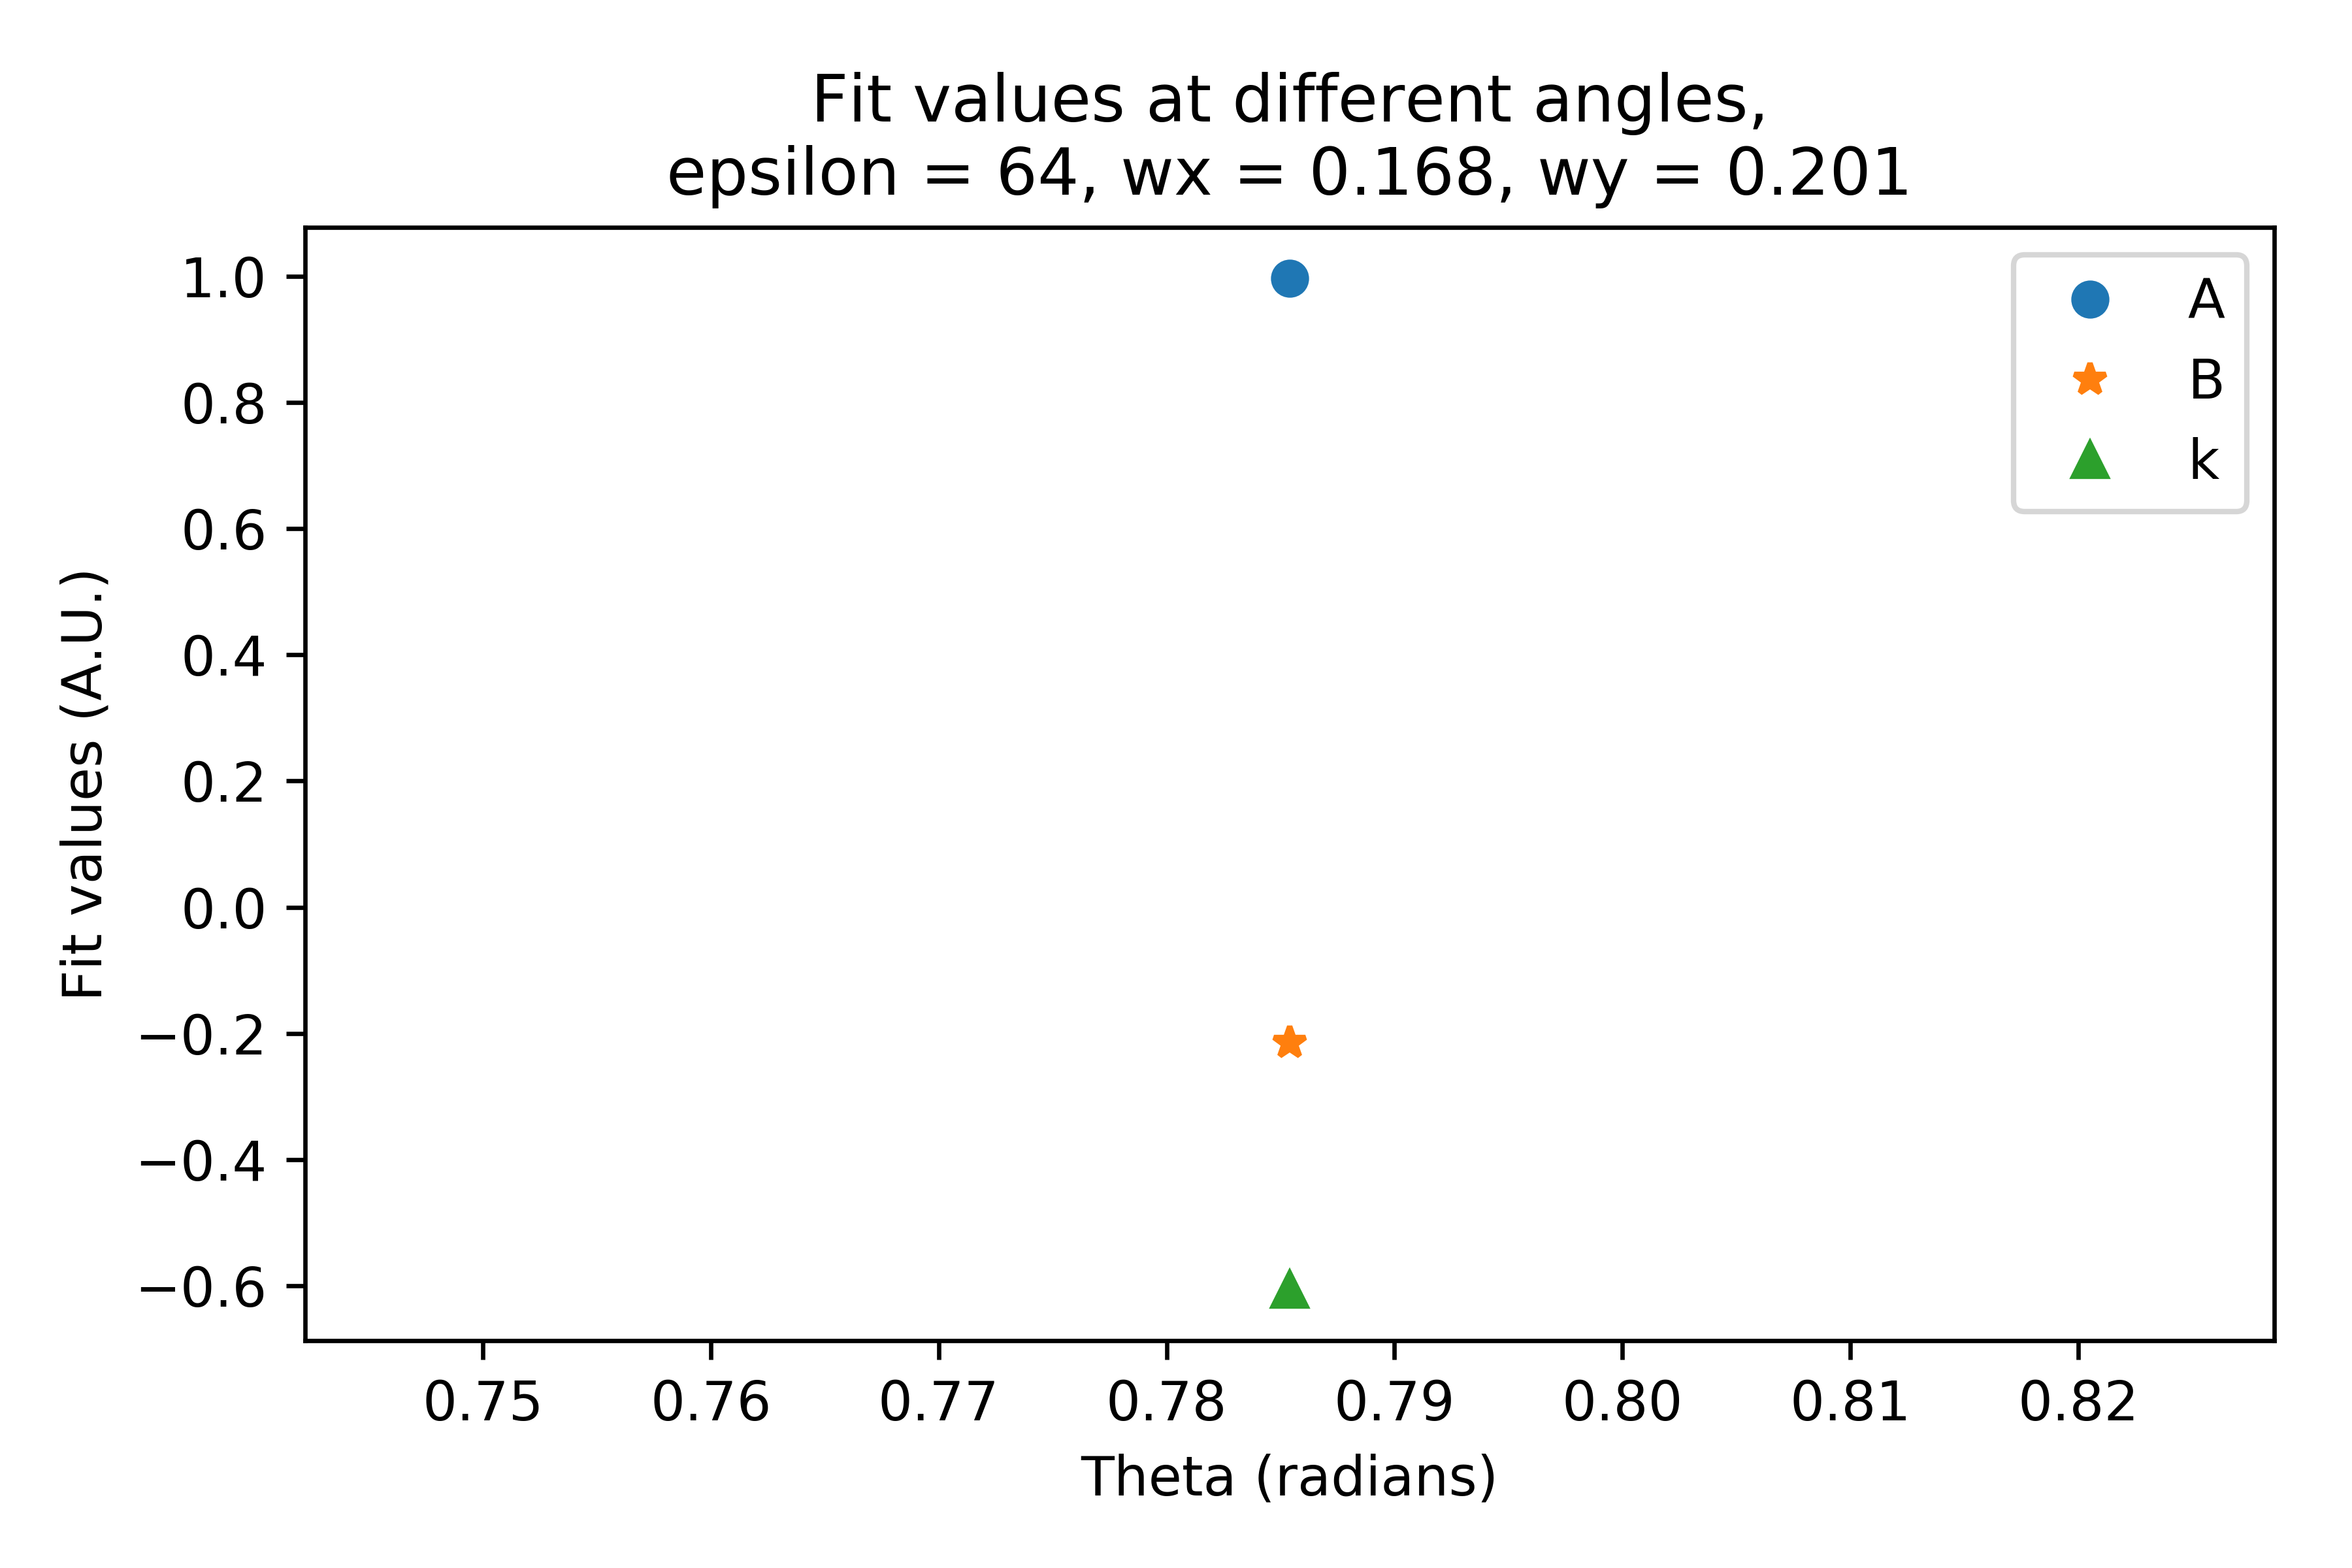 Fit values at different angles,
epsilon = 64, wx = 0.168, wy = 0.201
1.0
0.8
0.6
0.4
0.2
0.0
−0.2
−0.4
−0.6
Fit values (A.U.)
A
B
k
0.75 0.76 0.77 0.78 0.79 0.80 0.81 0.82
Theta (radians)